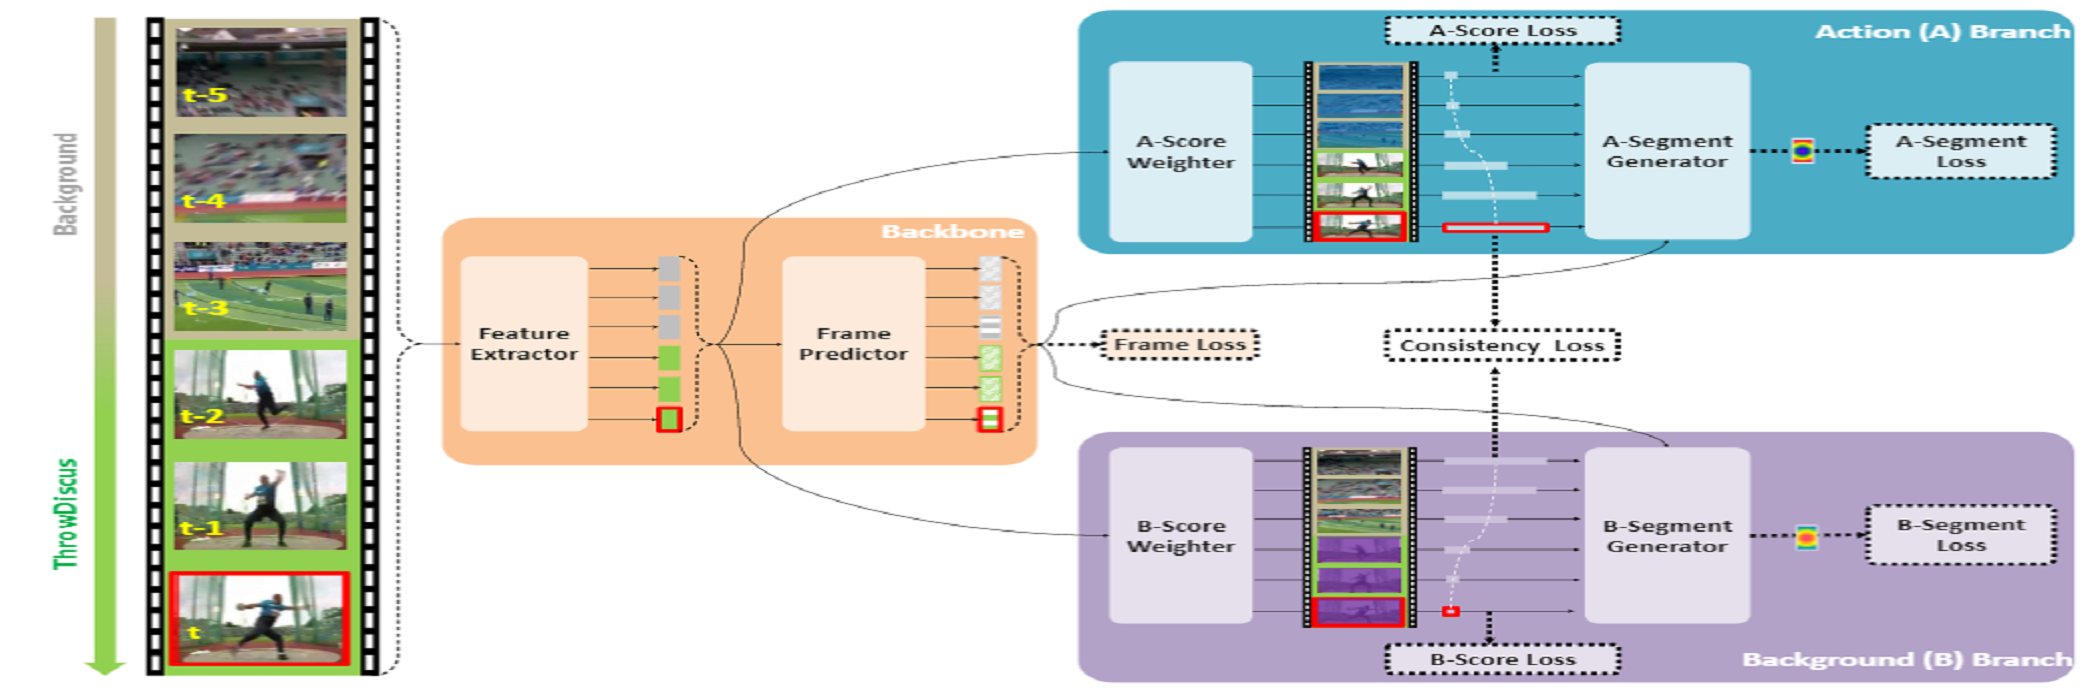 Background
ThrowDiscus
t-5
t-4
t-3
t-2
t-1
t
Backbone
Feature
Extractor
Frame
Predictor
Frame Loss
Action (A) Branch
A-Score Loss
A-Score
Weighter
A-Segment
Generator
A-Segment
Loss
Consistency Loss
B-Score
Weighter
B-Segment
Generator
B-Segment
Loss
B-Score Loss
Background (B) Branch